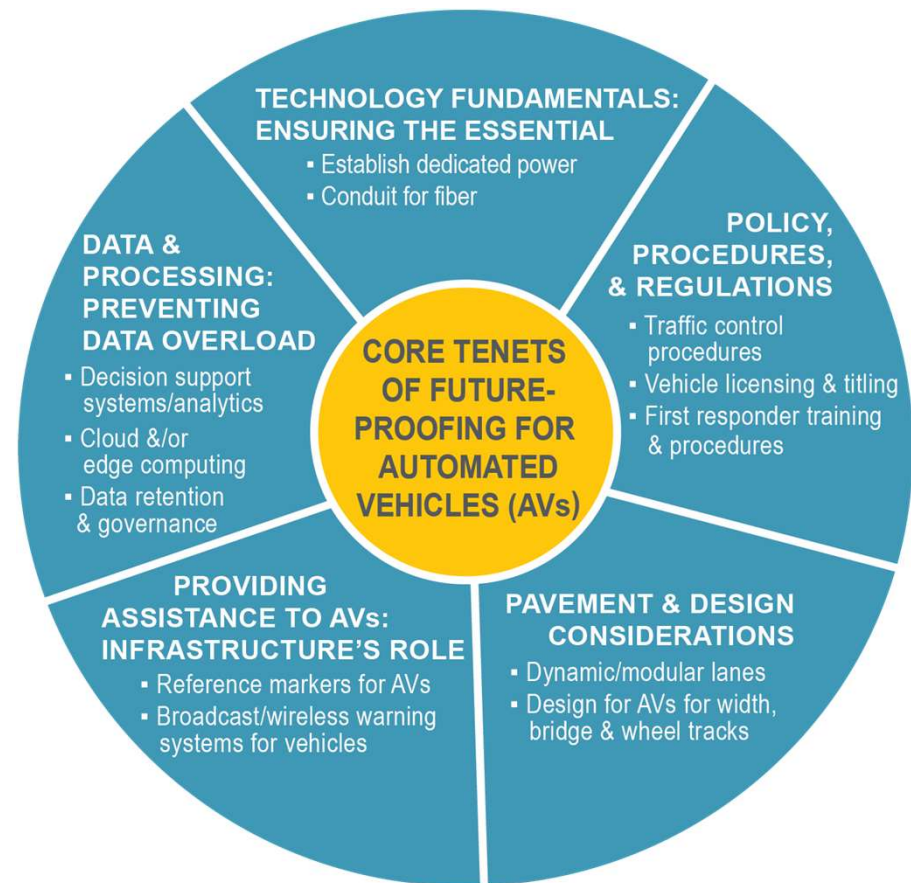 TECHNOLOGY FUNDAMENTALS:
ENSURING THE ESSENTIAL
▪ Establish dedicated power
▪ Conduit for fiber
POLICY,
PROCEDURES,
& REGULATIONS
▪ Traffic control
procedures
▪ Vehicle licensing & titling
▪ First responder training
& procedures
PAVEMENT & DESIGN
CONSIDERATIONS
▪ Dynamic/modular lanes
▪ Design for AVs for width,
bridge & wheel tracks
PROVIDING
ASSISTANCE TO AVs:
INFRASTRUCTURE’S ROLE
▪ Reference markers for AVs
▪ Broadcast/wireless warning
systems for vehicles
DATA &
PROCESSING:
PREVENTING
DATA OVERLOAD
▪ Decision support
systems/analytics
▪ Cloud &/or
edge computing
▪ Data retention
& governance
CORE TENETS
OF FUTURE-
PROOFING FOR
AUTOMATED
VEHICLES (AVs)